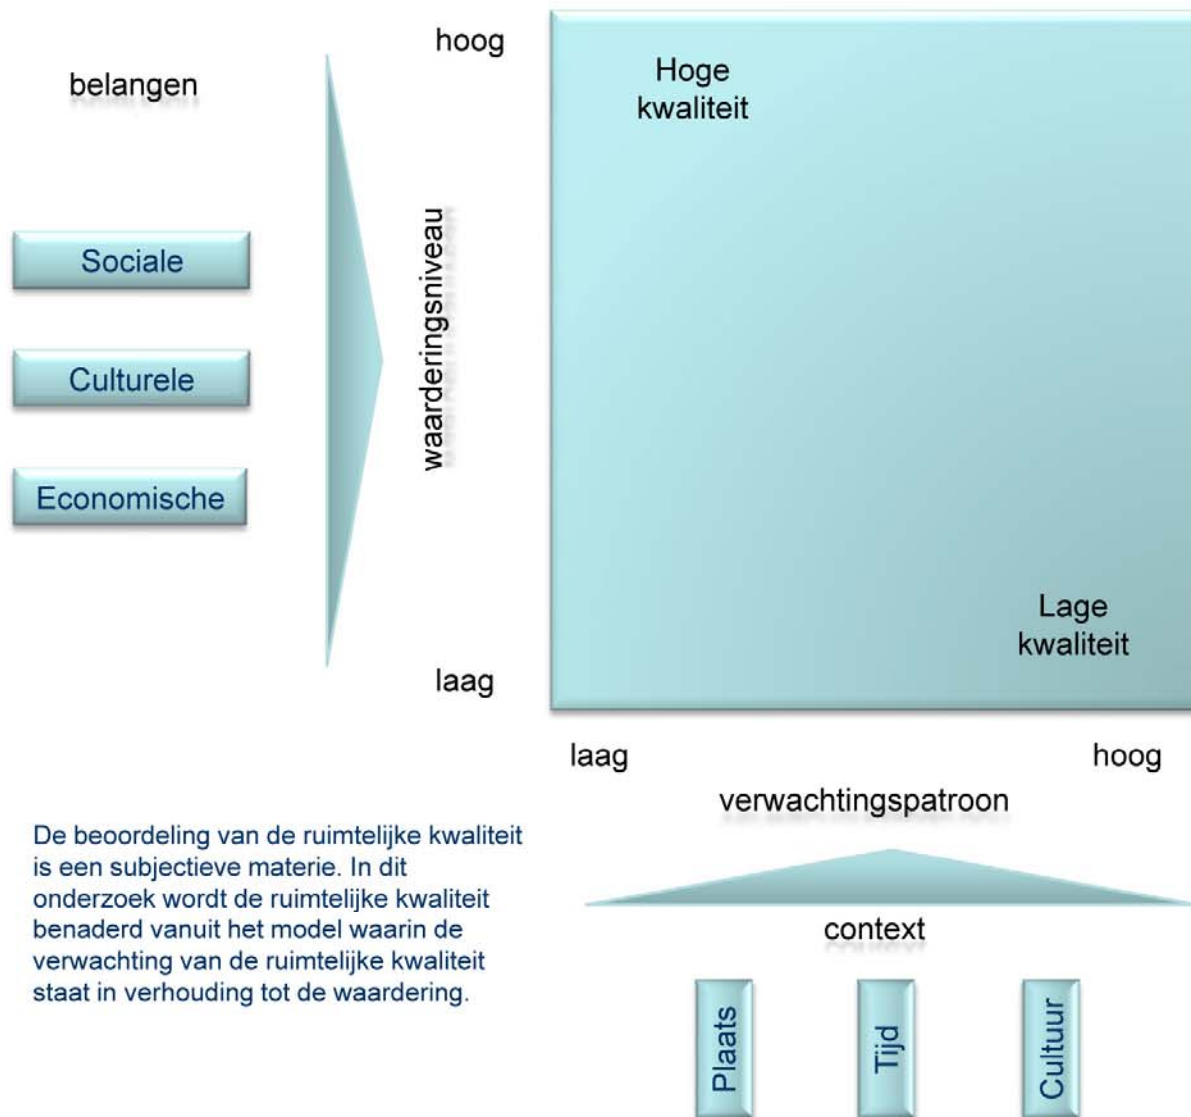 hoog
belangen
Hoge
kwaliteit
Sociale
waarderingsniveau
Culturele
Economische
Lage
kwaliteit
laag
laag
hoog
verwachtingspatroon
De beoordeling van de ruimtelijke kwaliteit
is een subjectieve materie. In dit
onderzoek wordt de ruimtelijke kwaliteit
benaderd vanuit het model waarin de
verwachting van de ruimtelijke kwaliteit
staat in verhouding tot de waardering.
context
Plaats
Tijd
Cultuur